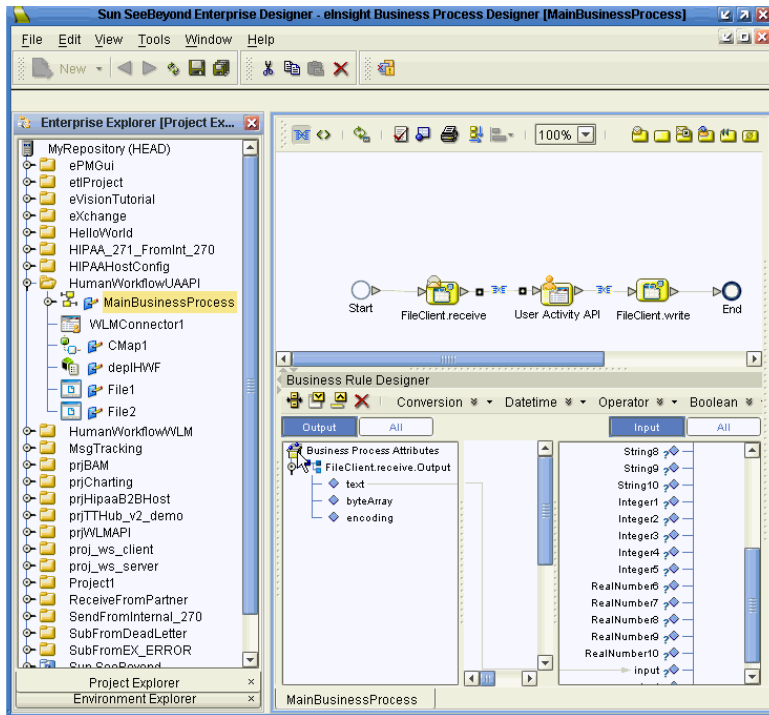 Sun SeeBeyond Enterprise Designer - eInsight Business Process Designer [MainBusinessProcess]
File Edit View Tools Window Help
New
Enterprise Explorer [Project Ex...
MyRepository (HEAD)
ePMGui
etlProject
eVisionTutorial
eXchange
HelloWorld
HIPAA_271_FromInt_270
HIPAAHostConfig
HumanWorkflowUAAPI
MainBusinessProcess
WLMConnector1
CMap1
deplHWF
File1
File2
HumanWorkflowWLM
MsgTracking
prjBAM
prjCharting
prjHipaaB2BHost
prjTTHub_v2_demo
prjWLMAPI
proj_ws_client
proj_ws_server
Project1
ReceiveFromPartner
SendFromInternal_270
SubFromDeadLetter
SubFromEX_ERROR
Sun SeeBeyond
Project Explorer
Environment Explorer
100%
Start FileClient.receive User Activity API FileClient.write End
Business Rule Designer
Conversion Datetime Operator Boolean
Output All Input All
Business Process Attributes
FileClient.receive.Output
text
byteArray
encoding
String8
String9
String10
Integer1
Integer2
Integer3
Integer4
Integer5
RealNumber6
RealNumber7
RealNumber8
RealNumber9
RealNumber10
input
MainBusinessProcess